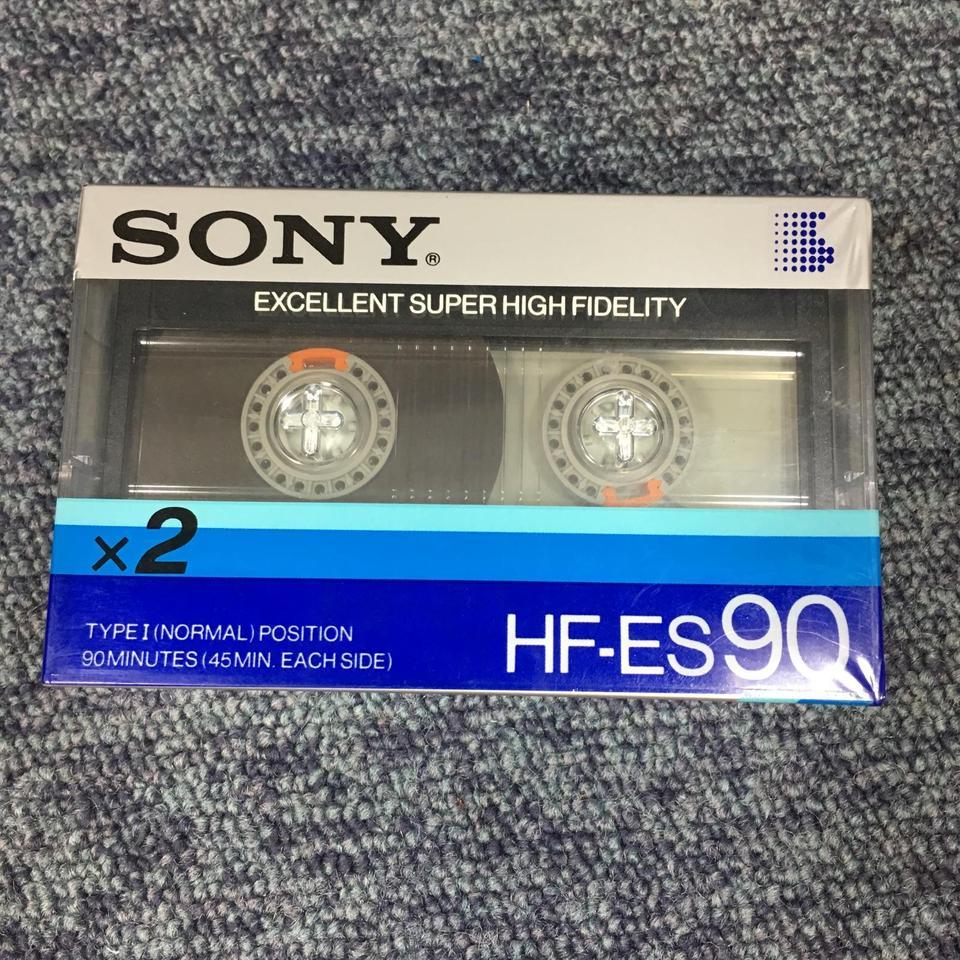 SONY®
EXCELLENT SUPER HIGH FIDELITY
×2
TYPE I (NORMAL) POSITION
90 MINUTES (45 MIN. EACH SIDE)
HF-ES90